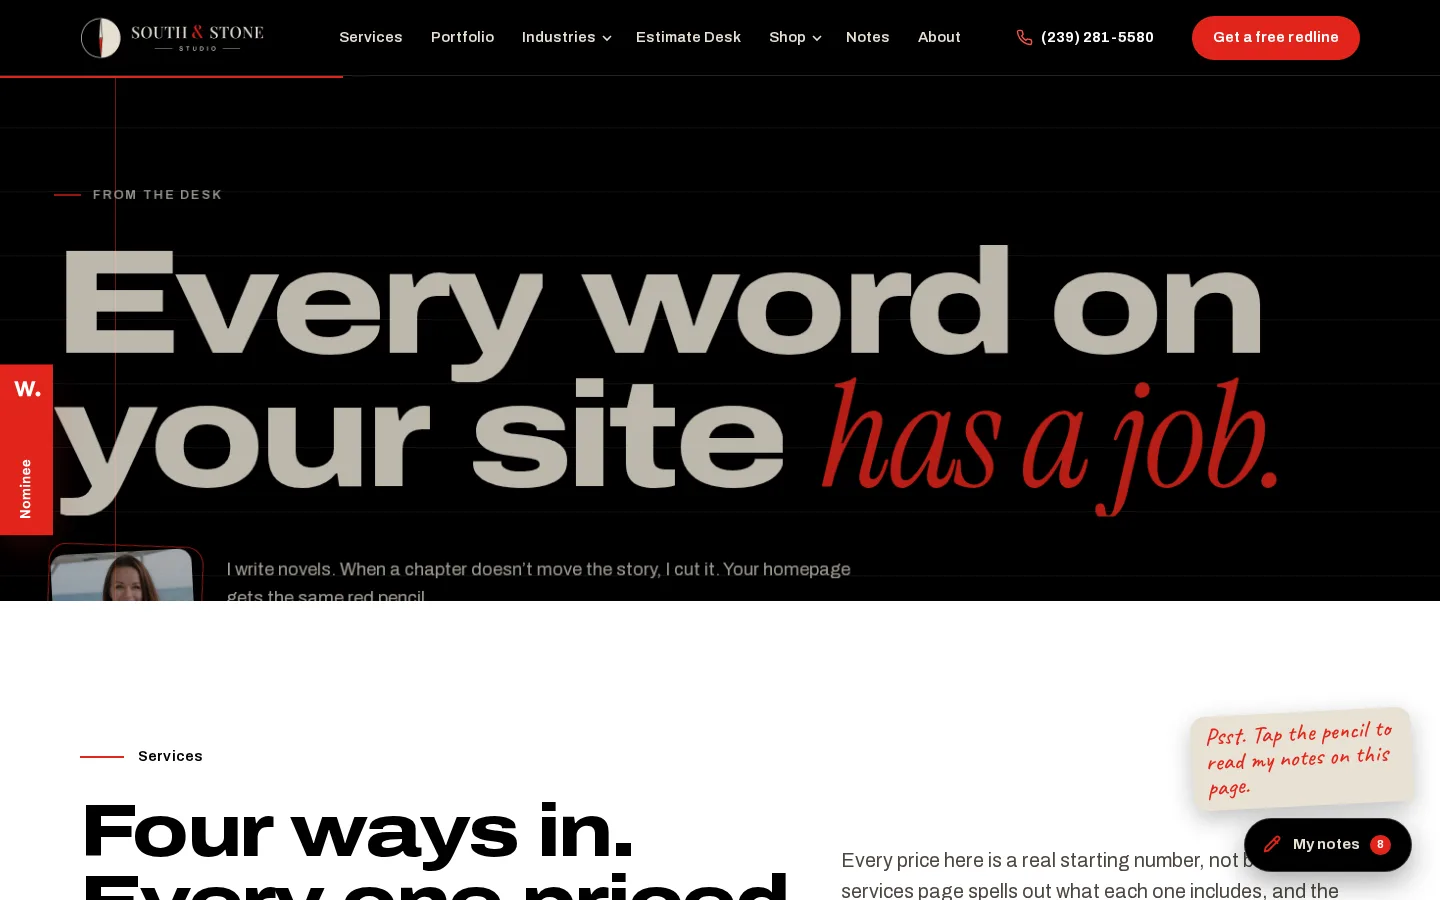 SOUTH & STONE
STUDIO
Services
Portfolio
Industries
Estimate Desk
Shop
Notes
About
(239) 281-5580
Get a free redline
FROM THE DESK
Every word on
your site has a job.
W.
Nominee
I write novels. When a chapter doesn't move the story, I cut it. Your homepage
gets the same red pencil.
Services
Four ways in.
Every one priced
Every price here is a real starting number, not
services page spells out what each one includes, and the
Psst. Tap the pencil to
read my notes on this
page.
My notes
8